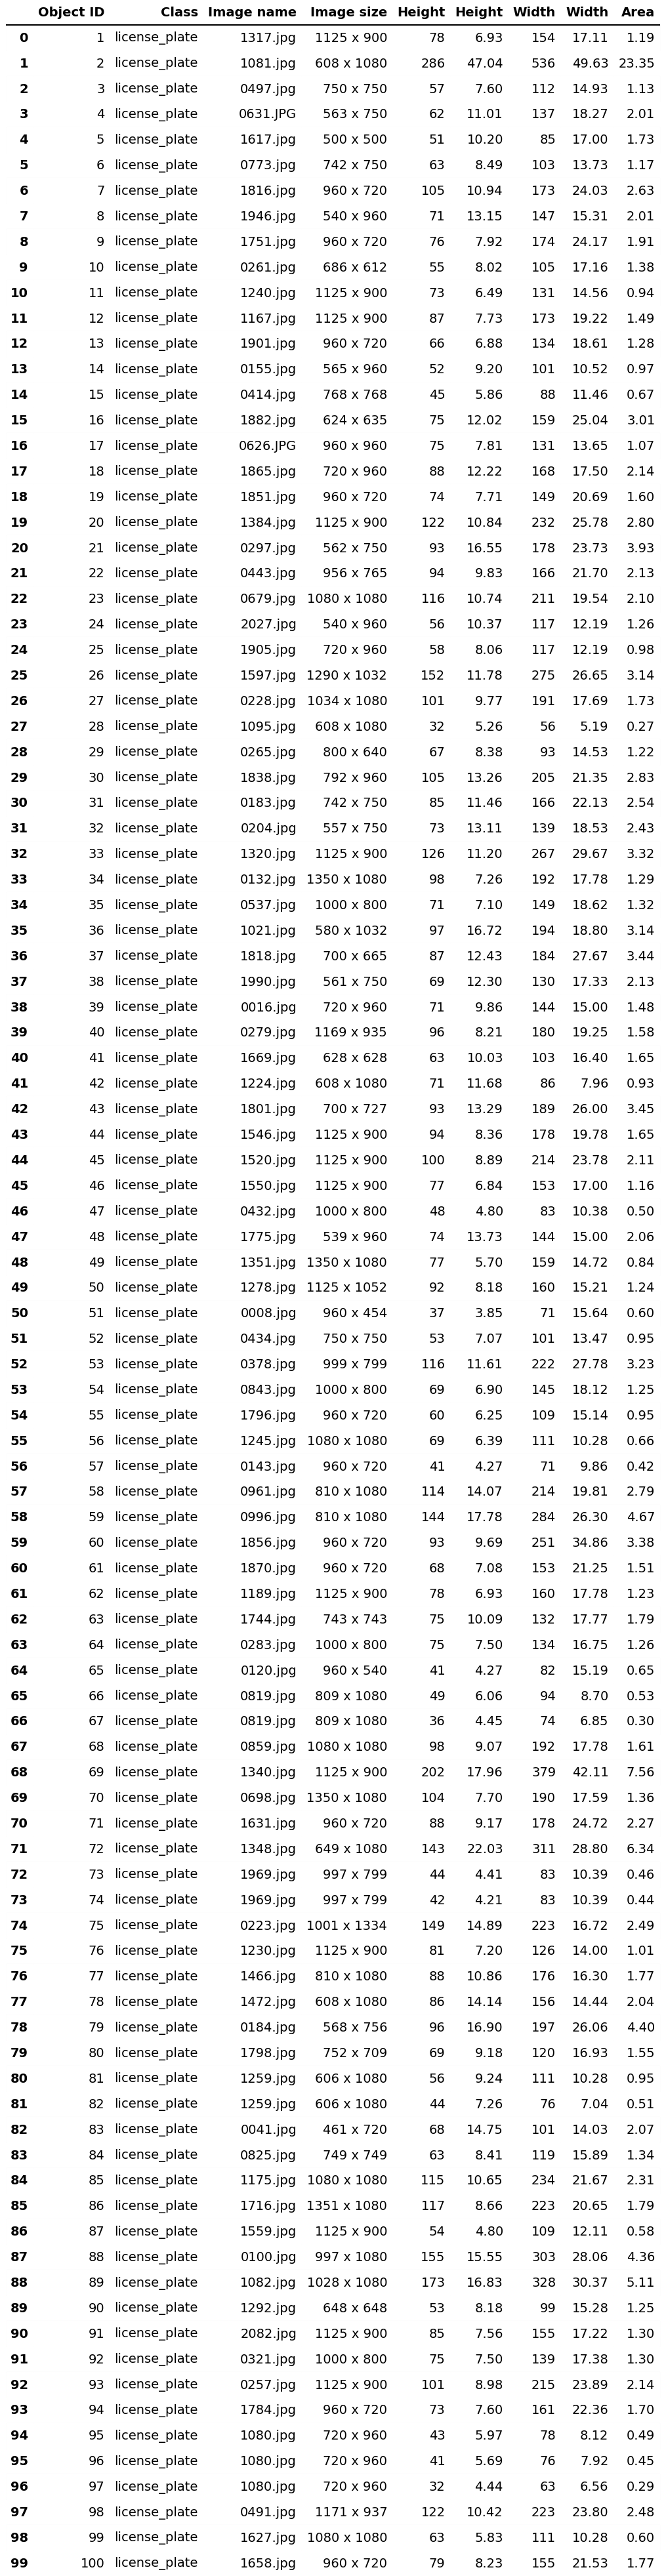 Object ID Class Image name Image size Height Height Width Width Area
0 1 license_plate 1317.jpg 1125 x 900 78 6.93 154 17.11 1.19
1 2 license_plate 1081.jpg 608 x 1080 286 47.04 536 49.63 23.35
2 3 license_plate 0497.jpg 750 x 750 57 7.60 112 14.93 1.13
3 4 license_plate 0631.JPG 563 x 750 62 11.01 137 18.27 2.01
4 5 license_plate 1617.jpg 500 x 500 51 10.20 85 17.00 1.73
5 6 license_plate 0773.jpg 742 x 750 63 8.49 103 13.73 1.17
6 7 license_plate 1816.jpg 960 x 720 105 10.94 173 24.03 2.63
7 8 license_plate 1946.jpg 540 x 960 71 13.15 147 15.31 2.01
8 9 license_plate 1751.jpg 960 x 720 76 7.92 174 24.17 1.91
9 10 license_plate 0261.jpg 686 x 612 55 8.02 105 17.16 1.38
10 11 license_plate 1240.jpg 1125 x 900 73 6.49 131 14.56 0.94
11 12 license_plate 1167.jpg 1125 x 900 87 7.73 173 19.22 1.49
12 13 license_plate 1901.jpg 960 x 720 66 6.88 134 18.61 1.28
13 14 license_plate 0155.jpg 565 x 960 52 9.20 101 10.52 0.97
14 15 license_plate 0414.jpg 768 x 768 45 5.86 88 11.46 0.67
15 16 license_plate 1882.jpg 624 x 635 75 12.02 159 25.04 3.01
16 17 license_plate 0626.JPG 960 x 960 75 7.81 131 13.65 1.07
17 18 license_plate 1865.jpg 720 x 960 88 12.22 168 17.50 2.14
18 19 license_plate 1851.jpg 960 x 720 74 7.71 149 20.69 1.60
19 20 license_plate 1384.jpg 1125 x 900 122 10.84 232 25.78 2.80
20 21 license_plate 0297.jpg 562 x 750 93 16.55 178 23.73 3.93
21 22 license_plate 0443.jpg 956 x 765 94 9.83 166 21.70 2.13
22 23 license_plate 0679.jpg 1080 x 1080 116 10.74 211 19.54 2.10
23 24 license_plate 2027.jpg 540 x 960 56 10.37 117 12.19 1.26
24 25 license_plate 1905.jpg 720 x 960 58 8.06 117 12.19 0.98
25 26 license_plate 1597.jpg 1290 x 1032 152 11.78 275 26.65 3.14
26 27 license_plate 0228.jpg 1034 x 1080 101 9.77 191 17.69 1.73
27 28 license_plate 1095.jpg 608 x 1080 32 5.26 56 5.19 0.27
28 29 license_plate 0265.jpg 800 x 640 67 8.38 93 14.53 1.22
29 30 license_plate 1838.jpg 792 x 960 105 13.26 205 21.35 2.83
30 31 license_plate 0183.jpg 742 x 750 85 11.46 166 22.13 2.54
31 32 license_plate 0204.jpg 557 x 750 73 13.11 139 18.53 2.43
32 33 license_plate 1320.jpg 1125 x 900 126 11.20 267 29.67 3.32
33 34 license_plate 0132.jpg 1350 x 1080 98 7.26 192 17.78 1.29
34 35 license_plate 0537.jpg 1000 x 800 71 7.10 149 18.62 1.32
35 36 license_plate 1021.jpg 580 x 1032 97 16.72 194 18.80 3.14
36 37 license_plate 1818.jpg 700 x 665 87 12.43 184 27.67 3.44
37 38 license_plate 1990.jpg 561 x 750 69 12.30 130 17.33 2.13
38 39 license_plate 0016.jpg 720 x 960 71 9.86 144 15.00 1.48
39 40 license_plate 0279.jpg 1169 x 935 96 8.21 180 19.25 1.58
40 41 license_plate 1669.jpg 628 x 628 63 10.03 103 16.40 1.65
41 42 license_plate 1224.jpg 608 x 1080 71 11.68 86 7.96 0.93
42 43 license_plate 1801.jpg 700 x 727 93 13.29 189 26.00 3.45
43 44 license_plate 1546.jpg 1125 x 900 94 8.36 178 19.78 1.65
44 45 license_plate 1520.jpg 1125 x 900 100 8.89 214 23.78 2.11
45 46 license_plate 1550.jpg 1125 x 900 77 6.84 153 17.00 1.16
46 47 license_plate 0432.jpg 1000 x 800 48 4.80 83 10.38 0.50
47 48 license_plate 1775.jpg 539 x 960 74 13.73 144 15.00 2.06
48 49 license_plate 1351.jpg 1350 x 1080 77 5.70 159 14.72 0.84
49 50 license_plate 1278.jpg 1125 x 1052 92 8.18 160 15.21 1.24
50 51 license_plate 0008.jpg 960 x 454 37 3.85 71 15.64 0.60
51 52 license_plate 0434.jpg 750 x 750 53 7.07 101 13.47 0.95
52 53 license_plate 0378.jpg 999 x 799 116 11.61 222 27.78 3.23
53 54 license_plate 0843.jpg 1000 x 800 69 6.90 145 18.12 1.25
54 55 license_plate 1796.jpg 960 x 720 60 6.25 109 15.14 0.95
55 56 license_plate 1245.jpg 1080 x 1080 69 6.39 111 10.28 0.66
56 57 license_plate 0143.jpg 960 x 720 41 4.27 71 9.86 0.42
57 58 license_plate 0961.jpg 810 x 1080 114 14.07 214 19.81 2.79
58 59 license_plate 0996.jpg 810 x 1080 144 17.78 284 26.30 4.67
59 60 license_plate 1856.jpg 960 x 720 93 9.69 251 34.86 3.38
60 61 license_plate 1870.jpg 960 x 720 68 7.08 153 21.25 1.51
61 62 license_plate 1189.jpg 1125 x 900 78 6.93 160 17.78 1.23
62 63 license_plate 1744.jpg 743 x 743 75 10.09 132 17.77 1.79
63 64 license_plate 0283.jpg 1000 x 800 75 7.50 134 16.75 1.26
64 65 license_plate 0120.jpg 960 x 540 41 4.27 82 15.19 0.65
65 66 license_plate 0819.jpg 809 x 1080 49 6.06 94 8.70 0.53
66 67 license_plate 0819.jpg 809 x 1080 36 4.45 74 6.85 0.30
67 68 license_plate 0859.jpg 1080 x 1080 98 9.07 192 17.78 1.61
68 69 license_plate 1340.jpg 1125 x 900 202 17.96 379 42.11 7.56
69 70 license_plate 0698.jpg 1350 x 1080 104 7.70 190 17.59 1.36
70 71 license_plate 1631.jpg 960 x 720 88 9.17 178 24.72 2.27
71 72 license_plate 1348.jpg 649 x 1080 143 22.03 311 28.80 6.34
72 73 license_plate 1969.jpg 997 x 799 44 4.41 83 10.39 0.46
73 74 license_plate 1969.jpg 997 x 799 42 4.21 83 10.39 0.44
74 75 license_plate 0223.jpg 1001 x 1334 149 14.89 223 16.72 2.49
75 76 license_plate 1230.jpg 1125 x 900 81 7.20 126 14.00 1.01
76 77 license_plate 1466.jpg 810 x 1080 88 10.86 176 16.30 1.77
77 78 license_plate 1472.jpg 608 x 1080 86 14.14 156 14.44 2.04
78 79 license_plate 0184.jpg 568 x 756 96 16.90 197 26.06 4.40
79 80 license_plate 1798.jpg 752 x 709 69 9.18 120 16.93 1.55
80 81 license_plate 1259.jpg 606 x 1080 56 9.24 111 10.28 0.95
81 82 license_plate 1259.jpg 606 x 1080 44 7.26 76 7.04 0.51
82 83 license_plate 0041.jpg 461 x 720 68 14.75 101 14.03 2.07
83 84 license_plate 0825.jpg 749 x 749 63 8.41 119 15.89 1.34
84 85 license_plate 1175.jpg 1080 x 1080 115 10.65 234 21.67 2.31
85 86 license_plate 1716.jpg 1351 x 1080 117 8.66 223 20.65 1.79
86 87 license_plate 1559.jpg 1125 x 900 54 4.80 109 12.11 0.58
87 88 license_plate 0100.jpg 997 x 1080 155 15.55 303 28.06 4.36
88 89 license_plate 1082.jpg 1028 x 1080 173 16.83 328 30.37 5.11
89 90 license_plate 1292.jpg 648 x 648 53 8.18 99 15.28 1.25
90 91 license_plate 2082.jpg 1125 x 900 85 7.56 155 17.22 1.30
91 92 license_plate 0321.jpg 1000 x 800 75 7.50 139 17.38 1.30
92 93 license_plate 0257.jpg 1125 x 900 101 8.98 215 23.89 2.14
93 94 license_plate 1784.jpg 960 x 720 73 7.60 161 22.36 1.70
94 95 license_plate 1080.jpg 720 x 960 43 5.97 78 8.12 0.49
95 96 license_plate 1080.jpg 720 x 960 41 5.69 76 7.92 0.45
96 97 license_plate 1080.jpg 720 x 960 32 4.44 63 6.56 0.29
97 98 license_plate 0491.jpg 1171 x 937 122 10.42 223 23.80 2.48
98 99 license_plate 1627.jpg 1080 x 1080 63 5.83 111 10.28 0.60
99 100 license_plate 1658.jpg 960 x 720 79 8.23 155 21.53 1.77